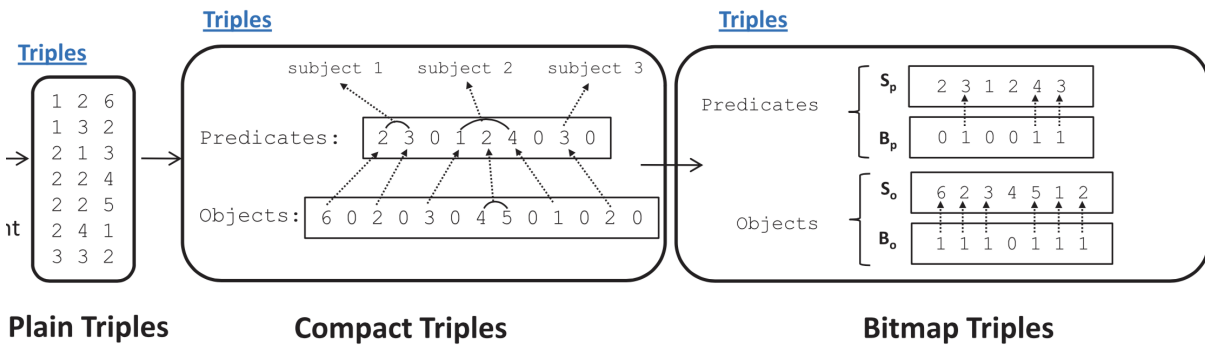 Triples
1 2 6
1 3 2
2 1 3
2 2 4
2 2 5
2 4 1
3 3 2
Plain Triples
Triples
subject 1 subject 2 subject 3
Predicates: 2 3 0 1 2 4 0 3 0
Objects: 6 0 2 0 3 0 4 5 0 1 0 2 0
Compact Triples
Triples
Predicates
Sp 2 3 1 2 4 3
Bp 0 1 0 0 1 1
Objects
So 6 2 3 4 5 1 2
Bo 1 1 1 0 1 1 1
Bitmap Triples